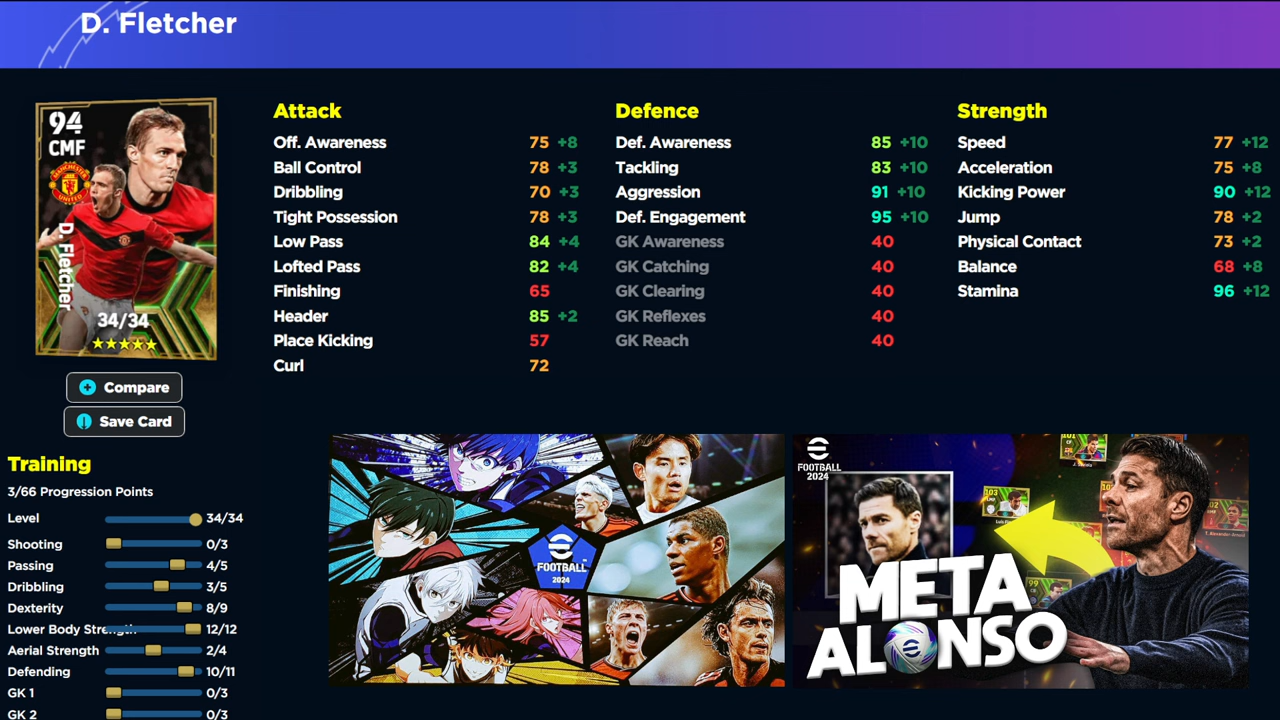 D. Fletcher
94
CMF
D. Fletcher
34/34
Compare
Save Card
Attack
Off. Awareness 75 +8
Ball Control 78 +3
Dribbling 70 +3
Tight Possession 78 +3
Low Pass 84 +4
Lofted Pass 82 +4
Finishing 65
Header 85 +2
Place Kicking 57
Curl 72
Defence
Def. Awareness 85 +10
Tackling 83 +10
Aggression 91 +10
Def. Engagement 95 +10
GK Awareness 40
GK Catching 40
GK Clearing 40
GK Reflexes 40
GK Reach 40
Strength
Speed 77 +12
Acceleration 75 +8
Kicking Power 90 +12
Jump 78 +2
Physical Contact 73 +2
Balance 68 +8
Stamina 96 +12
Training
3/66 Progression Points
Level 34/34
Shooting 0/3
Passing 4/5
Dribbling 3/5
Dexterity 8/9
Lower Body Strength 12/12
Aerial Strength 2/4
Defending 10/11
GK 1 0/3
GK 2 0/3
FOOTBALL
2024
FOOTBALL
2024
103
99
META
ALONSO